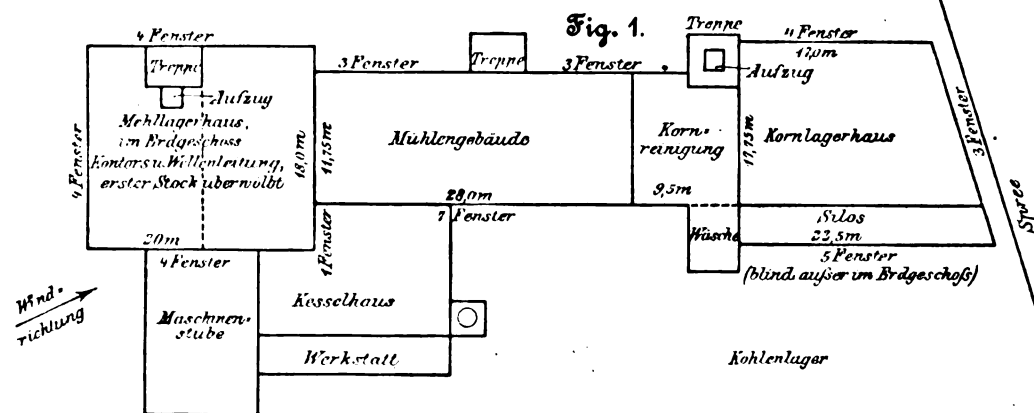 Fig. 1.
4 Fenster
Treppe
Aufzug
Mehllagerhaus,
im Erdgeschoss
Kontor u. Wellenleitung,
erster Stock überwölbt
4 Fenster
18,0m
20m
4 Fenster
3 Fenster
Treppe
3 Fenster
11,75m
Mühlengebäude
28,0m
7 Fenster
1 Fenster
Korn-
reinigung
9,5m
Treppe
Aufzug
4 Fenster
17,0m
17,75m
Kornlagerhaus
3 Fenster
Spree
Wäsche
Silos
22,5m
5 Fenster
(blind außer im Erdgeschoß)
Wind-
richtung
Maschinen-
stube
Kesselhaus
Werkstatt
Kohlenlager